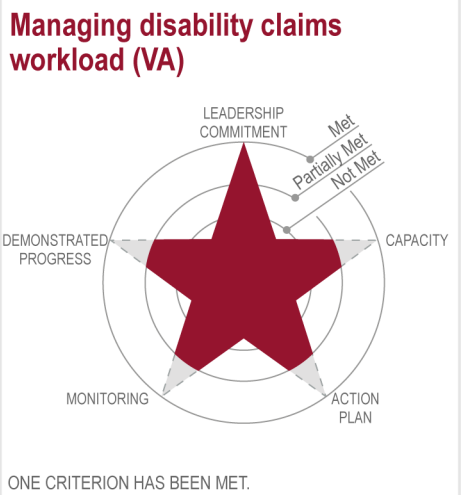 Managing disability claims
workload (VA)
LEADERSHIP
COMMITMENT
Met
Partially Met
Not Met
DEMONSTRATED
PROGRESS
CAPACITY
MONITORING
ACTION
PLAN
ONE CRITERION HAS BEEN MET.